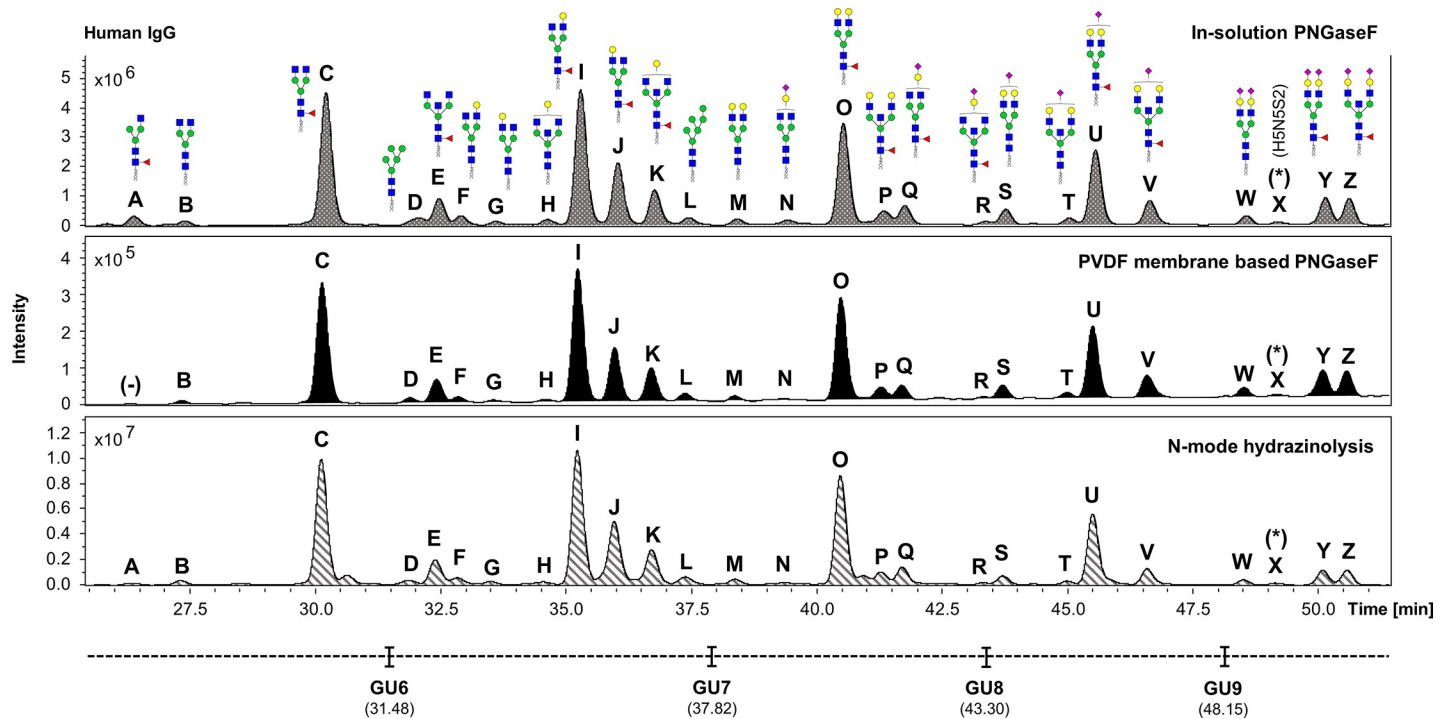 Human IgG
In-solution PNGaseF
x10^6
5
4
3
2
1
0
A
B
C
D
E
F
G
H
I
J
K
L
M
N
O
P
Q
R
S
T
U
V
W
(*)
X
(H5N5S2)
Y
Z
PVDF membrane based PNGaseF
x10^5
4
3
2
1
0
(-)
B
C
D
E
F
G
H
I
J
K
L
M
N
O
P
Q
R
S
T
U
V
W
(*)
X
Y
Z
Intensity
N-mode hydrazinolysis
x10^7
1.2
1.0
0.8
0.6
0.4
0.2
0.0
A
B
C
D
E
F
G
H
I
J
K
L
M
N
O
P
Q
R
S
T
U
V
W
(*)
X
Y
Z
27.5 30.0 32.5 35.0 37.5 40.0 42.5 45.0 47.5 50.0 Time [min]
GU6 GU7 GU8 GU9
(31.48) (37.82) (43.30) (48.15)